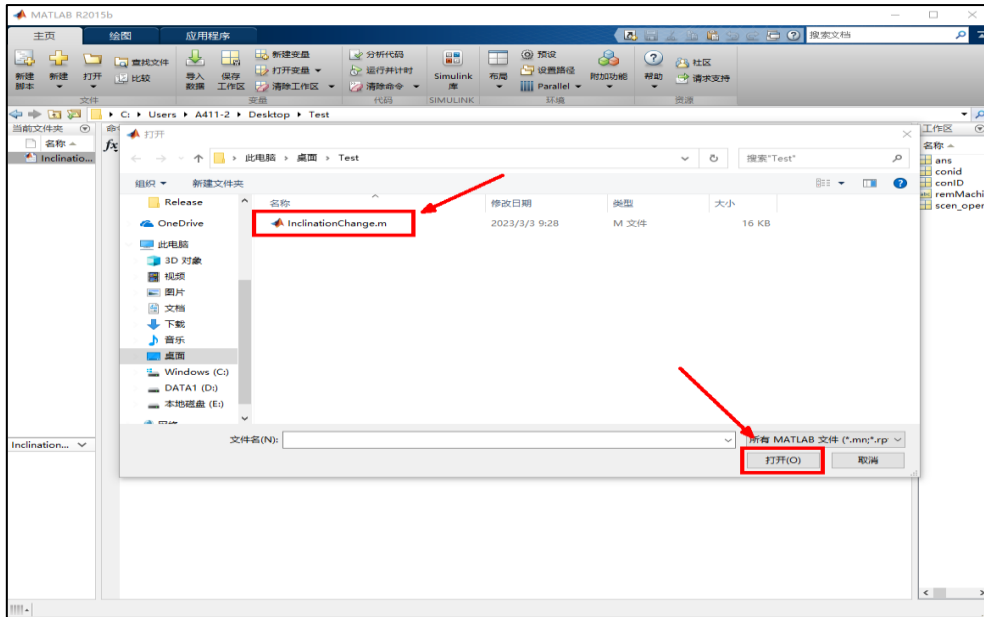 MATLAB R2015b
主页 绘图 应用程序 搜索文档
新建脚本 新建 打开 查找文件 比较
导入数据 保存工作区 新建变量 打开变量 清除工作区
分析代码 运行并计时 清除命令
Simulink 库 布局 预设 设置路径 Parallel
附加功能 帮助 社区 请求支持
文件 变量 代码 SIMULINK 环境 资源
C: Users A411-2 Desktop Test
当前文件夹
名称
Inclinatio...
fx
打开
此电脑 桌面 Test 搜索"Test"
组织 新建文件夹
名称 修改日期 类型 大小
InclinationChange.m 2023/3/3 9:28 M 文件 16 KB
Release
OneDrive
此电脑
3D 对象
视频
图片
文档
下载
音乐
桌面
Windows (C:)
DATA1 (D:)
本地磁盘 (E:)
文件名(N): 所有 MATLAB 文件 (*.mn;*.rp
打开(O) 取消
工作区
名称
ans
conid
conID
remMachi
scen_oper
Inclination...